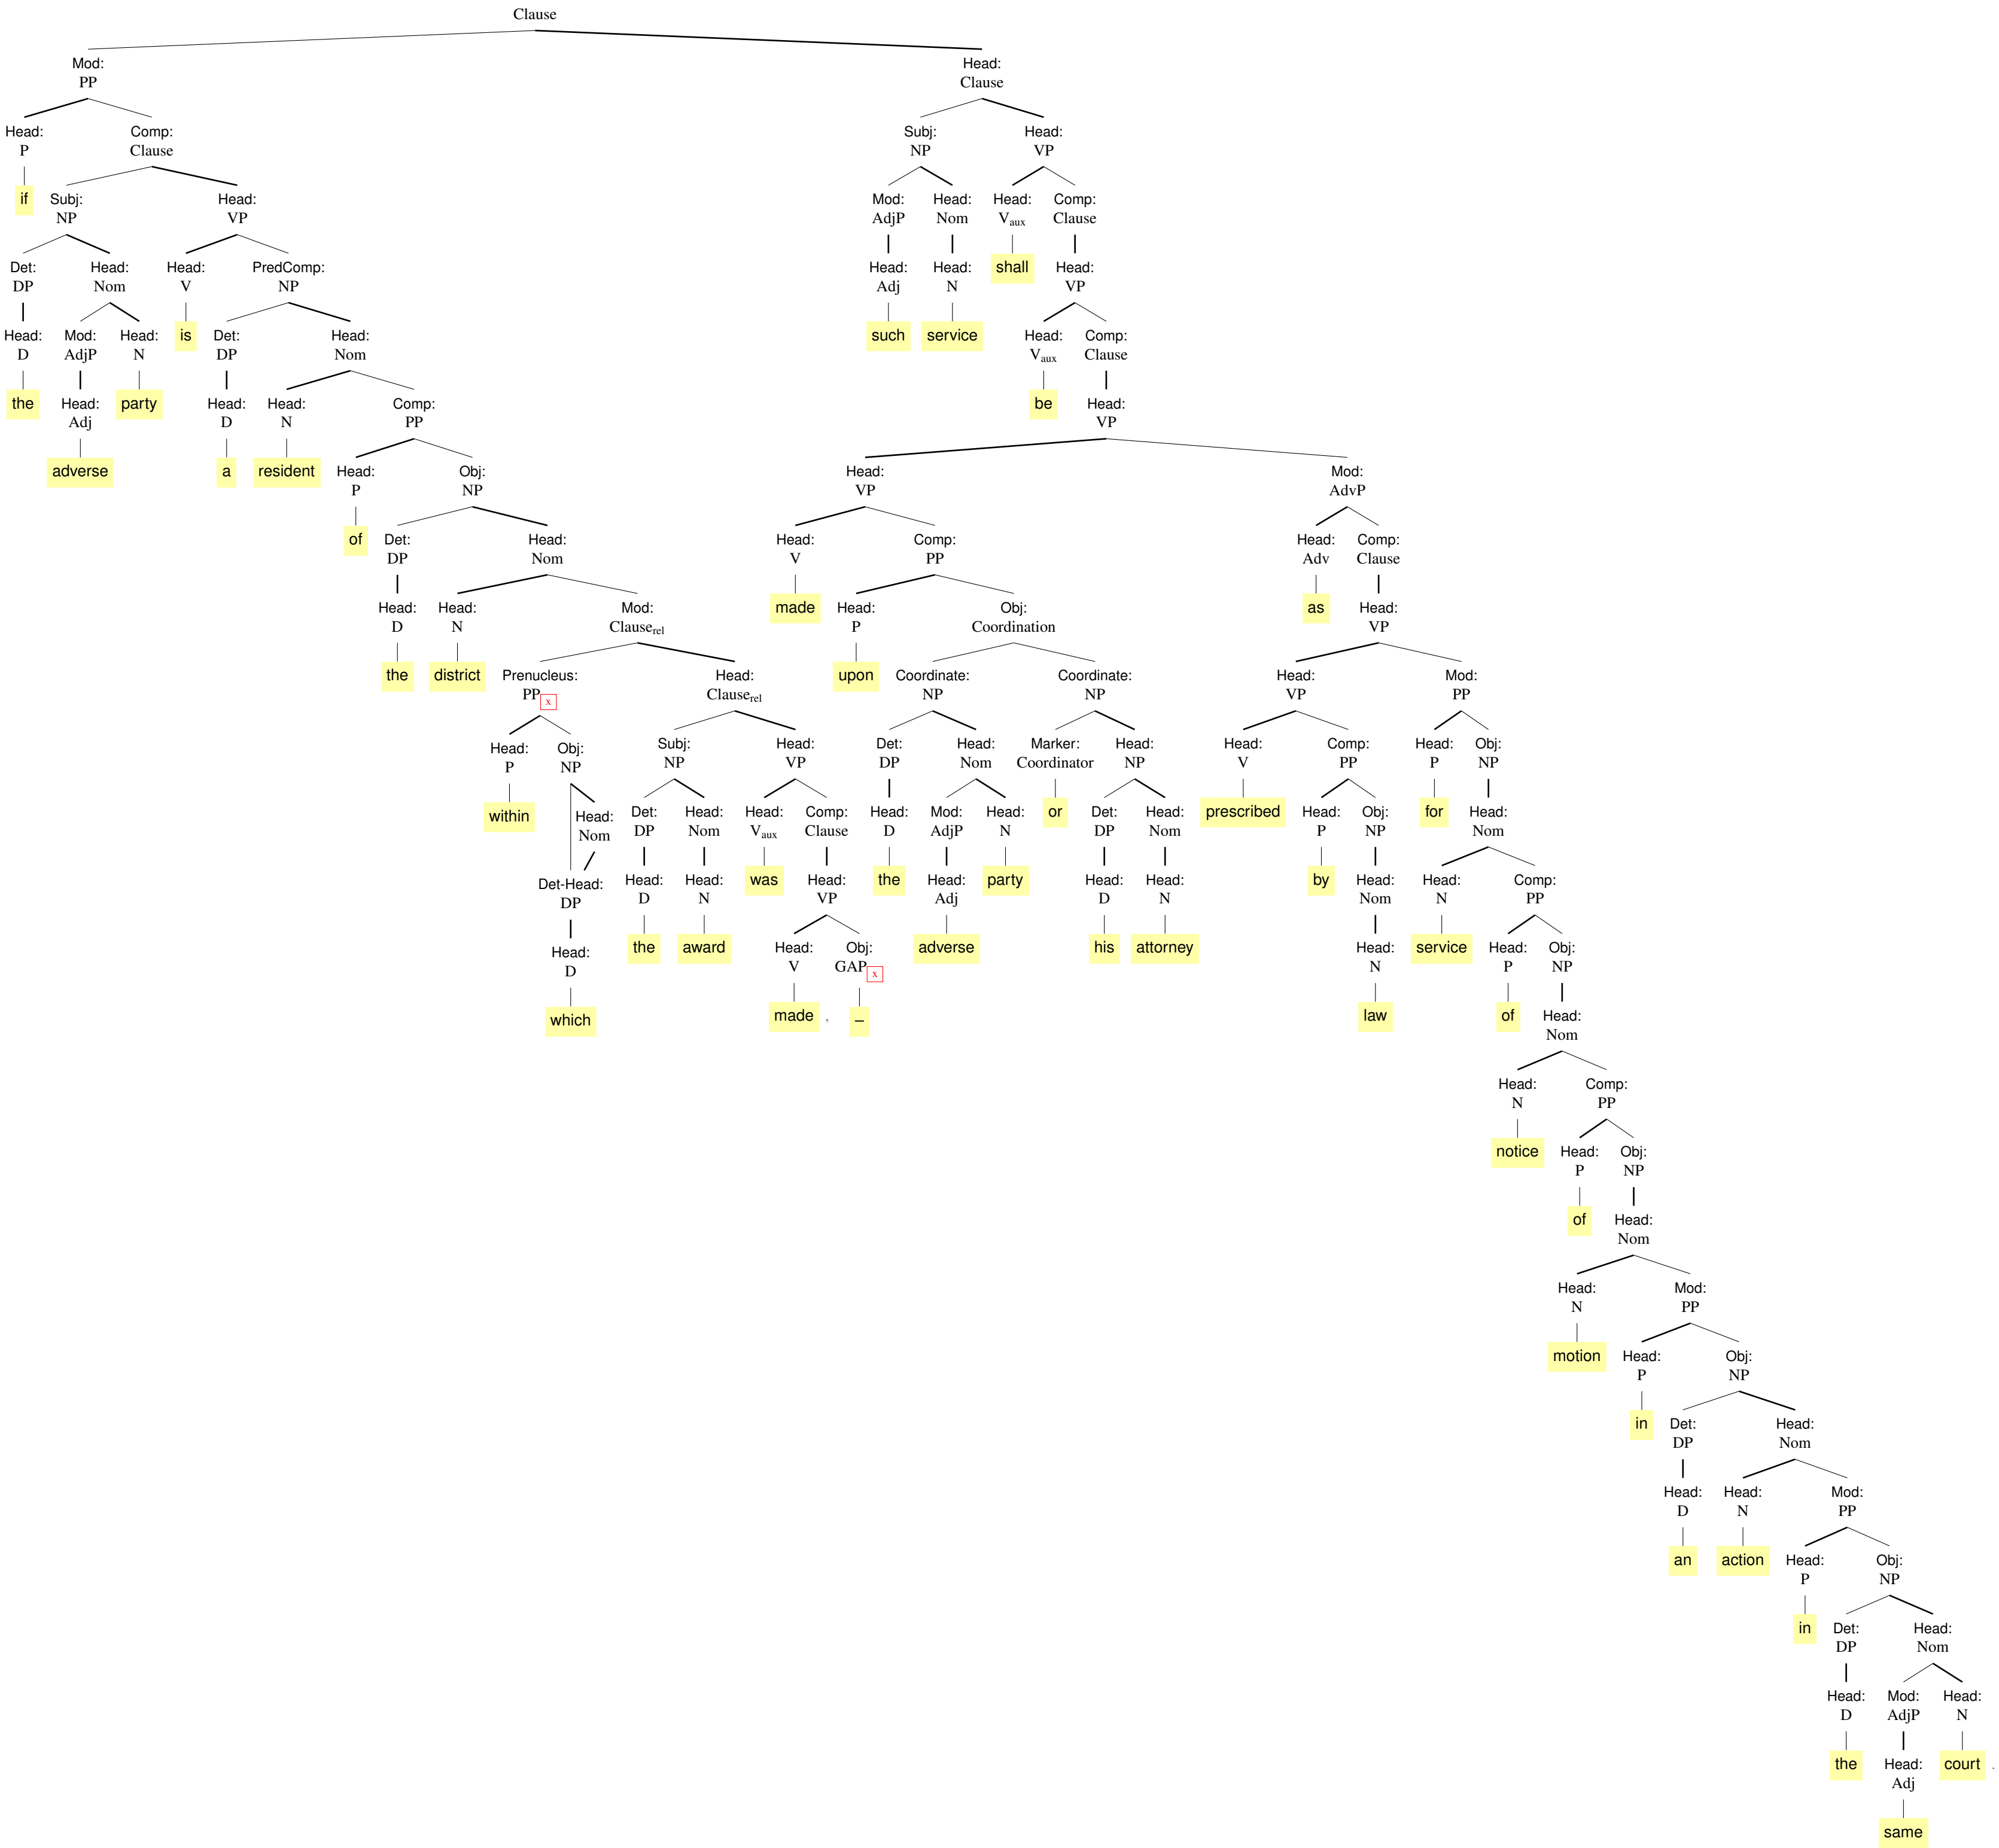 Clause
Mod: Head:
PP Clause
Head: Comp: Subj: Head:
P Clause NP VP
if Subj: Head: Mod: Head: Head: Comp:
NP VP AdjP Nom Vaux Clause
Det: Head: Head: PredComp: Head: Head: shall Head:
DP Nom V NP Adj N VP
Head: Mod: Head: is Det: Head: such service Head: Comp:
D AdjP N DP Nom Vaux Clause
the Head: party Head: Head: Comp: be Head:
Adj D N PP VP
adverse a resident Head: Obj: Head: Mod:
P NP VP AdvP
of Det: Head: Head: Comp: Head: Comp:
DP Nom V PP Adv Clause
Head: Head: Mod: made Head: Obj: as Head:
D N Clauserel P Coordination VP
the district Prenucleus: Head: upon Coordinate: Coordinate: Head: Mod:
PP x Clauserel NP NP VP PP
Head: Obj: Subj: Head: Det: Head: Marker: Head: Head: Comp: Head: Obj:
P NP NP VP DP Nom Coordinator NP V PP P NP
within Head: Det: Head: Head: Comp: Head: Mod: Head: or Det: Head: prescribed Head: Obj: for Head:
Nom DP Nom Vaux Clause D AdjP N DP Nom P NP Nom
Det-Head: Head: Head: was Head: the Head: party Head: Head: by Head: Head: Comp:
DP D N VP Adj D N Nom N PP
Head: the award Head: Obj: adverse his attorney Head: service Head: Obj:
D V GAP x N P NP
which made , – law of Head:
Nom
Head: Comp:
N PP
notice Head: Obj:
P NP
of Head:
Nom
Head: Mod:
N PP
motion Head: Obj:
P NP
in Det: Head:
DP Nom
Head: Head: Mod:
D N PP
an action Head: Obj:
P NP
in Det: Head:
DP Nom
Head: Mod: Head:
D AdjP N
the Head: court .
Adj
same